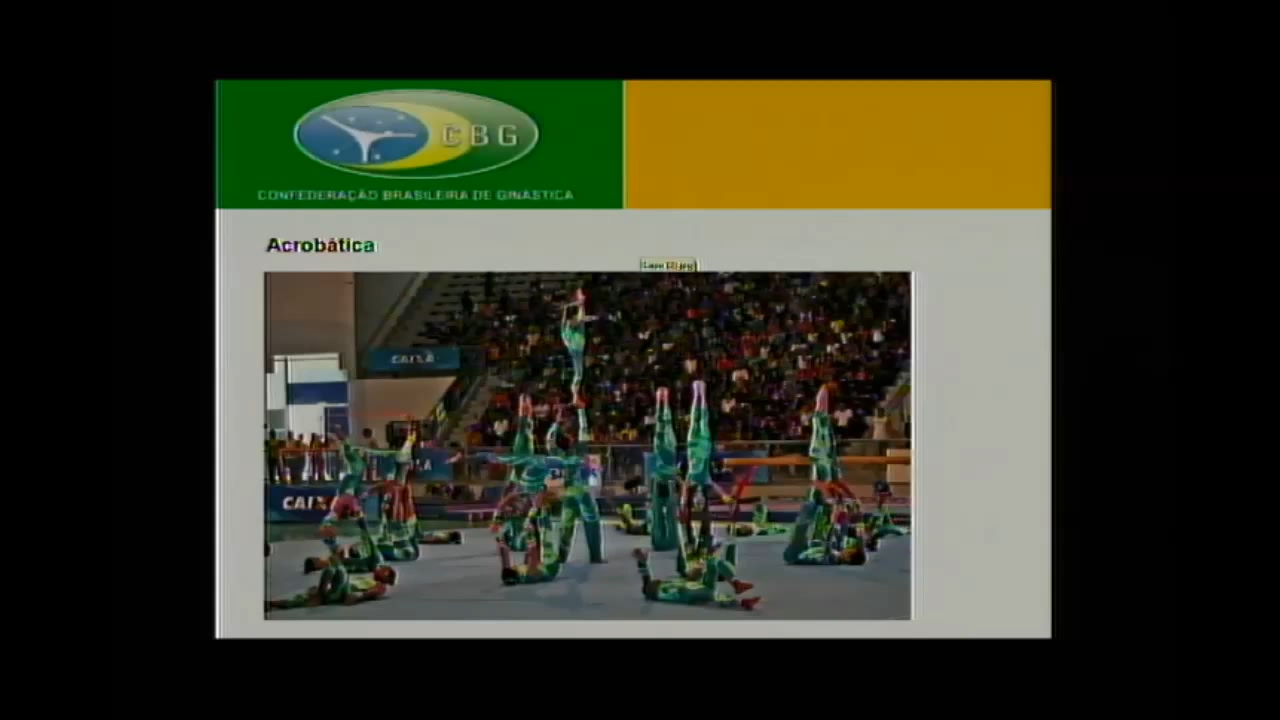 CBG
CONFEDERAÇÃO BRASILEIRA DE GINÁSTICA
Acrobática
CAIXA
CAIXA